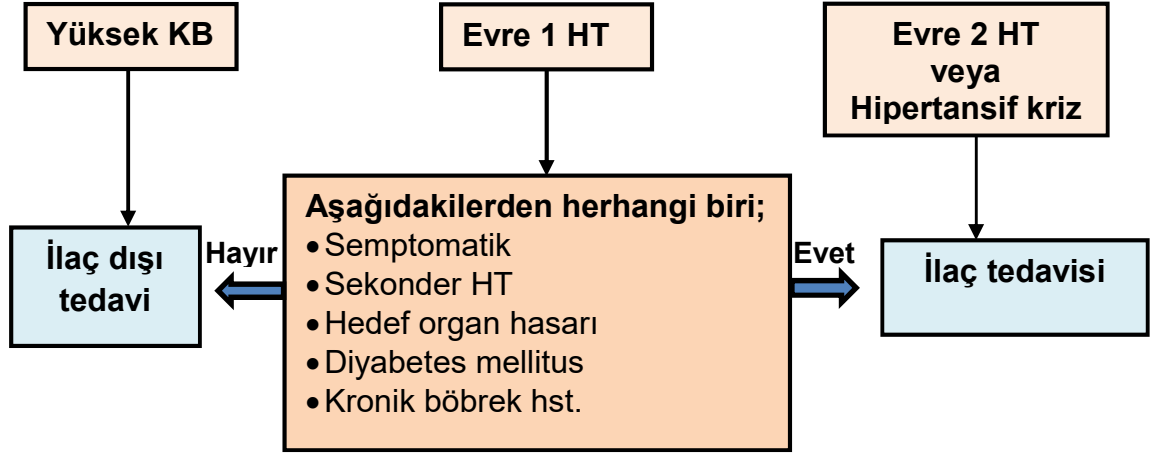 Yüksek KB
Evre 1 HT
Evre 2 HT
veya
Hipertansif kriz
Aşağıdakilerden herhangi biri;
• Semptomatik
• Sekonder HT
• Hedef organ hasarı
• Diyabetes mellitus
• Kronik böbrek hst.
Hayır
Evet
İlaç dışı
tedavi
İlaç tedavisi